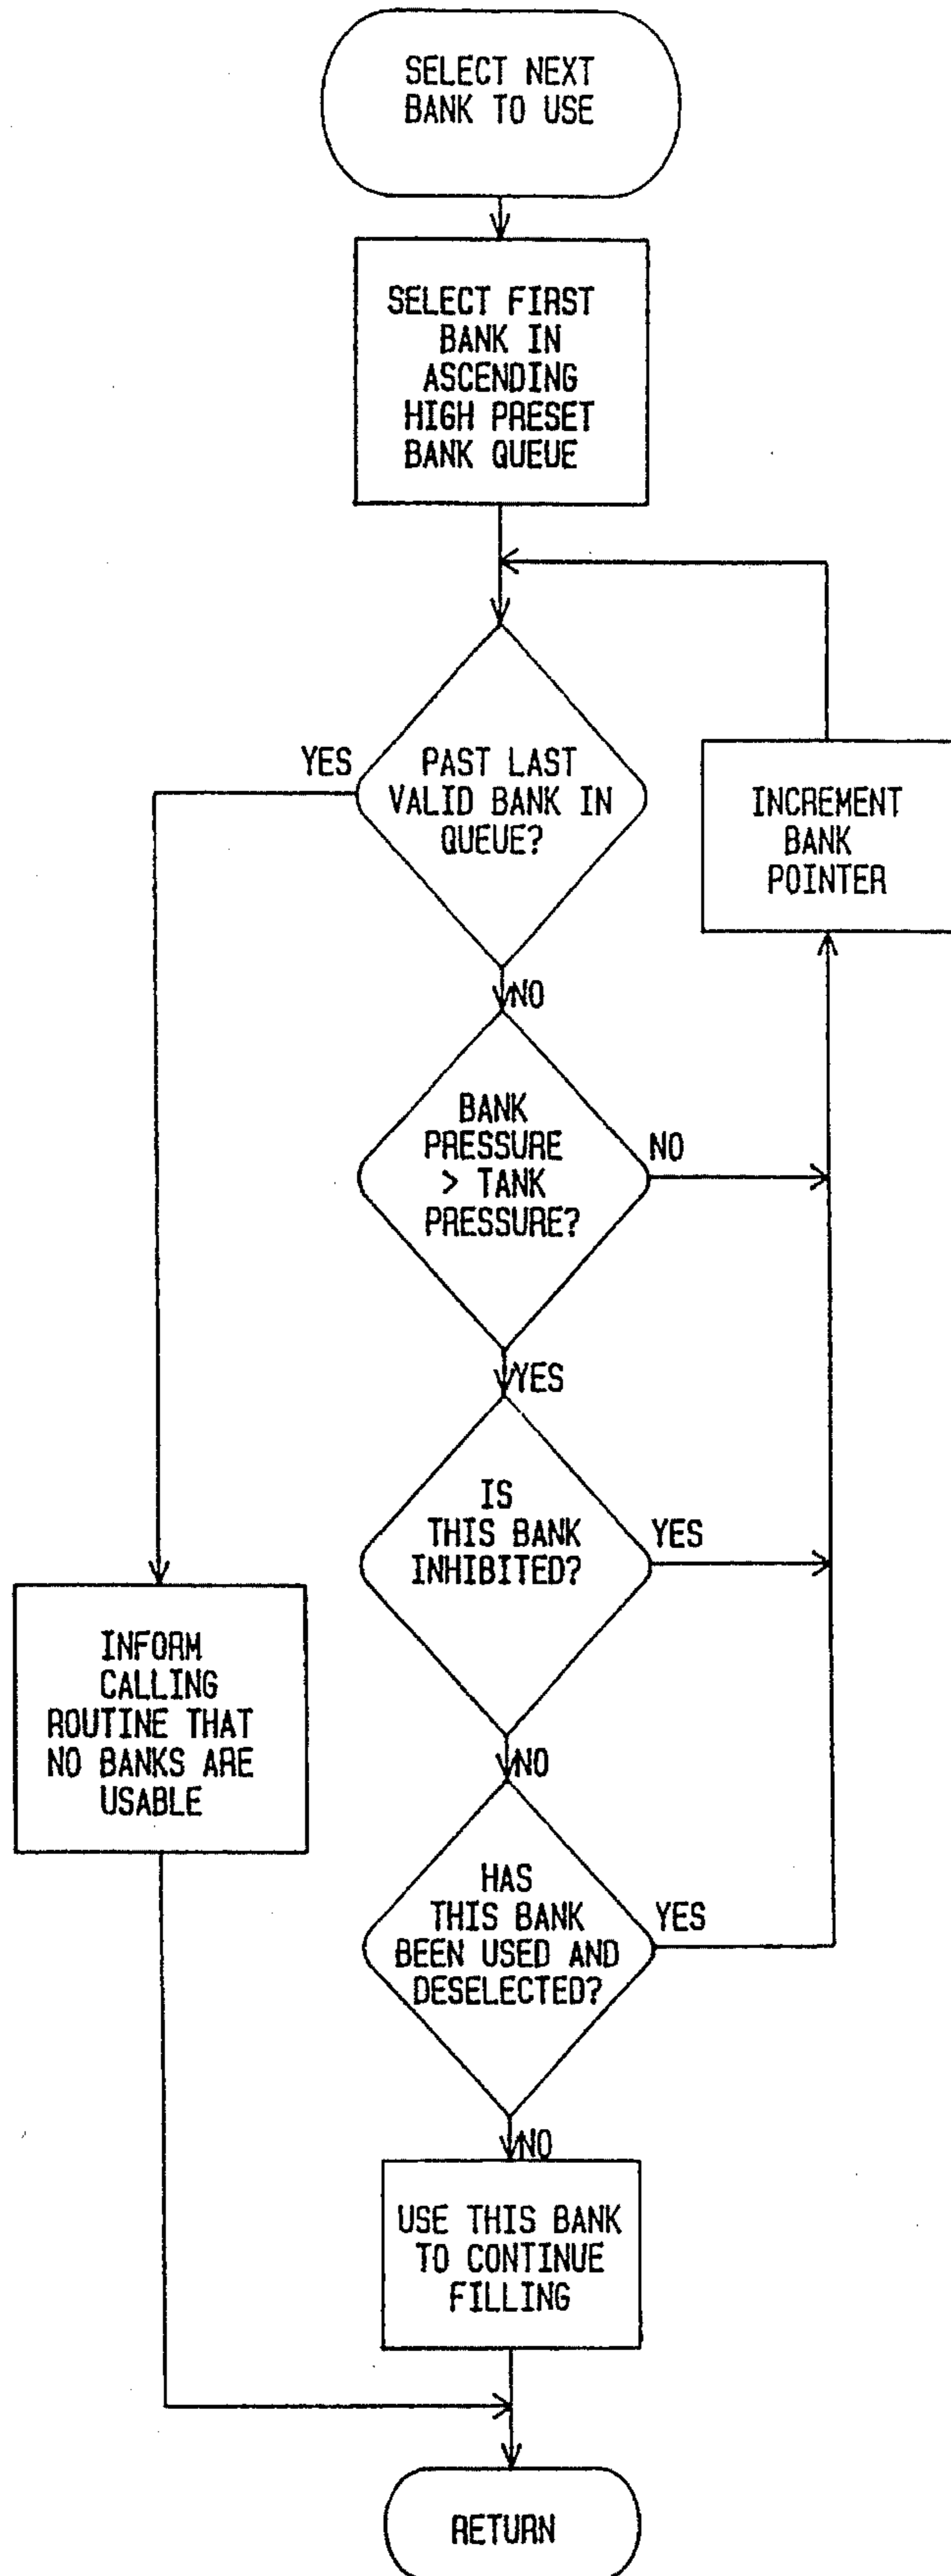 SELECT NEXT
BANK TO USE
SELECT FIRST
BANK IN
ASCENDING
HIGH PRESET
BANK QUEUE
YES
PAST LAST
VALID BANK IN
QUEUE?
INCREMENT
BANK
POINTER
NO
BANK
PRESSURE
> TANK
PRESSURE?
NO
YES
IS
THIS BANK
INHIBITED?
YES
INFORM
CALLING
ROUTINE THAT
NO BANKS ARE
USABLE
NO
HAS
THIS BANK
BEEN USED AND
DESELECTED?
YES
NO
USE THIS BANK
TO CONTINUE
FILLING
RETURN